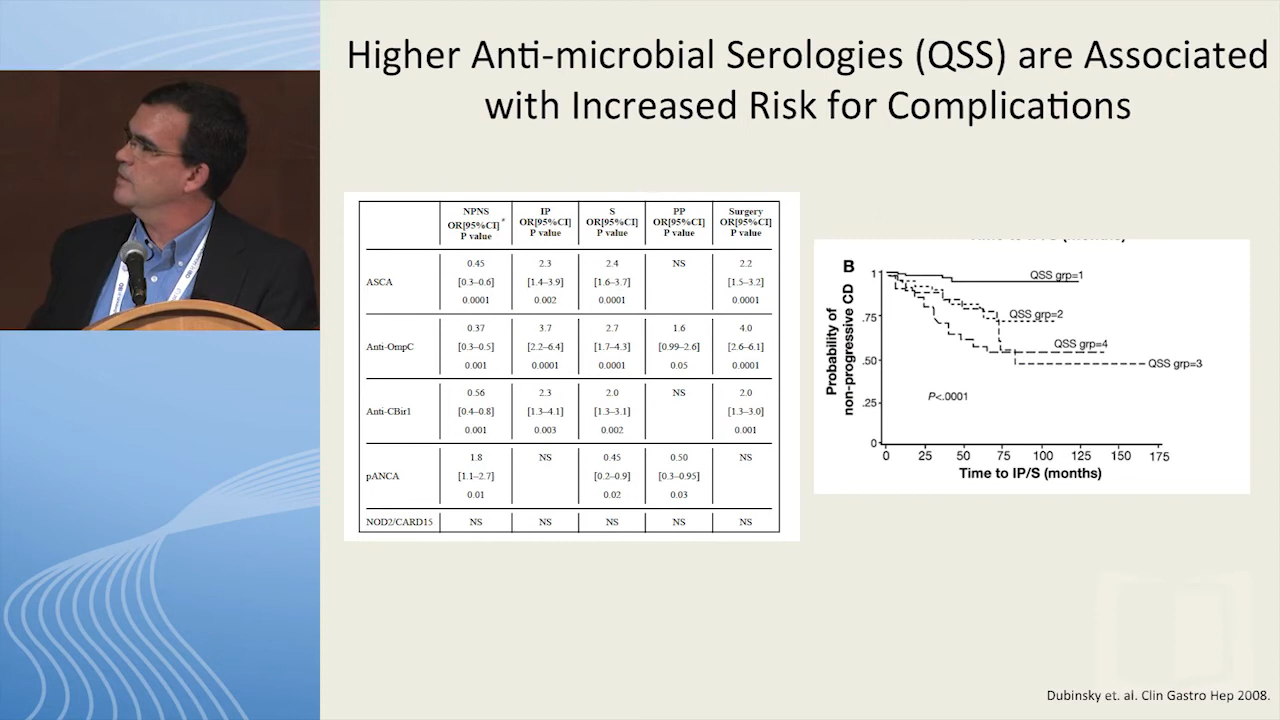 Higher Anti-microbial Serologies (QSS) are Associated
with Increased Risk for Complications
NPNS IP S PP Surgery
OR[95%CI]* OR[95%CI] OR[95%CI] OR[95%CI] OR[95%CI]
P value P value P value P value P value
0.45 2.3 2.4 NS 2.2
ASCA [0.3–0.6] [1.4–3.9] [1.6–3.7] [1.5–3.2]
0.0001 0.002 0.0001 0.0001
0.37 3.7 2.7 1.6 4.0
Anti-OmpC [0.3–0.5] [2.2–6.4] [1.7–4.3] [0.99–2.6] [2.6–6.1]
0.001 0.0001 0.0001 0.05 0.0001
0.56 2.3 2.0 NS 2.0
Anti-CBir1 [0.4–0.8] [1.3–4.1] [1.3–3.1] [1.3–3.0]
0.001 0.003 0.002 0.001
1.8 NS 0.45 0.50 NS
pANCA [1.1–2.7] [0.2–0.9] [0.3–0.95]
0.01 0.02 0.03
NOD2/CARD15 NS NS NS NS NS
B
Probability of
non-progressive CD
1
.75
.50
.25
0
QSS grp=1
QSS grp=2
QSS grp=4
QSS grp=3
P<.0001
0 25 50 75 100 125 150 175
Time to IP/S (months)
Dubinsky et. al. Clin Gastro Hep 2008.